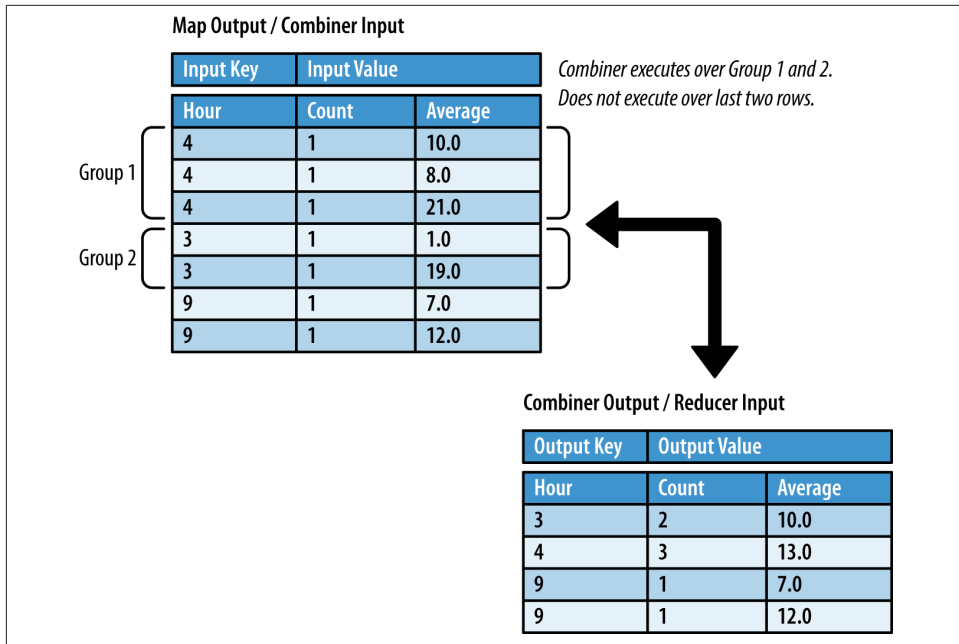 Map Output / Combiner Input
Input Key Input Value
Hour Count Average
4 1 10.0
4 1 8.0
4 1 21.0
3 1 1.0
3 1 19.0
9 1 7.0
9 1 12.0
Group 1
Group 2
Combiner executes over Group 1 and 2.
Does not execute over last two rows.
Combiner Output / Reducer Input
Output Key Output Value
Hour Count Average
3 2 10.0
4 3 13.0
9 1 7.0
9 1 12.0